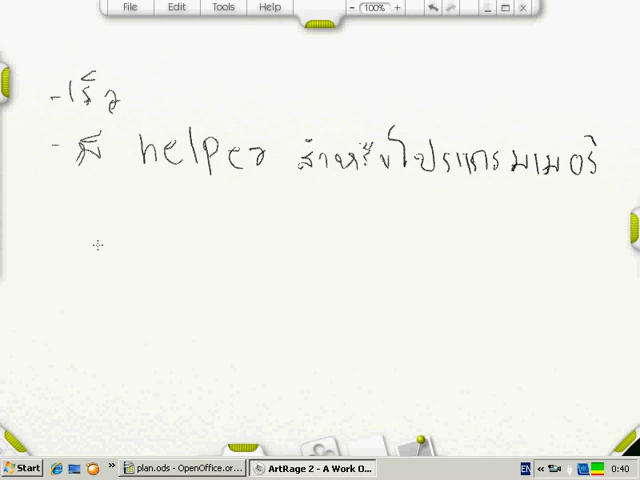 File Edit Tools Help 100%
- เร็ว
- มี helper สำหรับโปรแกรมเมอร์
Start plan.ods - OpenOffice.or... ArtRage 2 - A Work O... EN 0:40